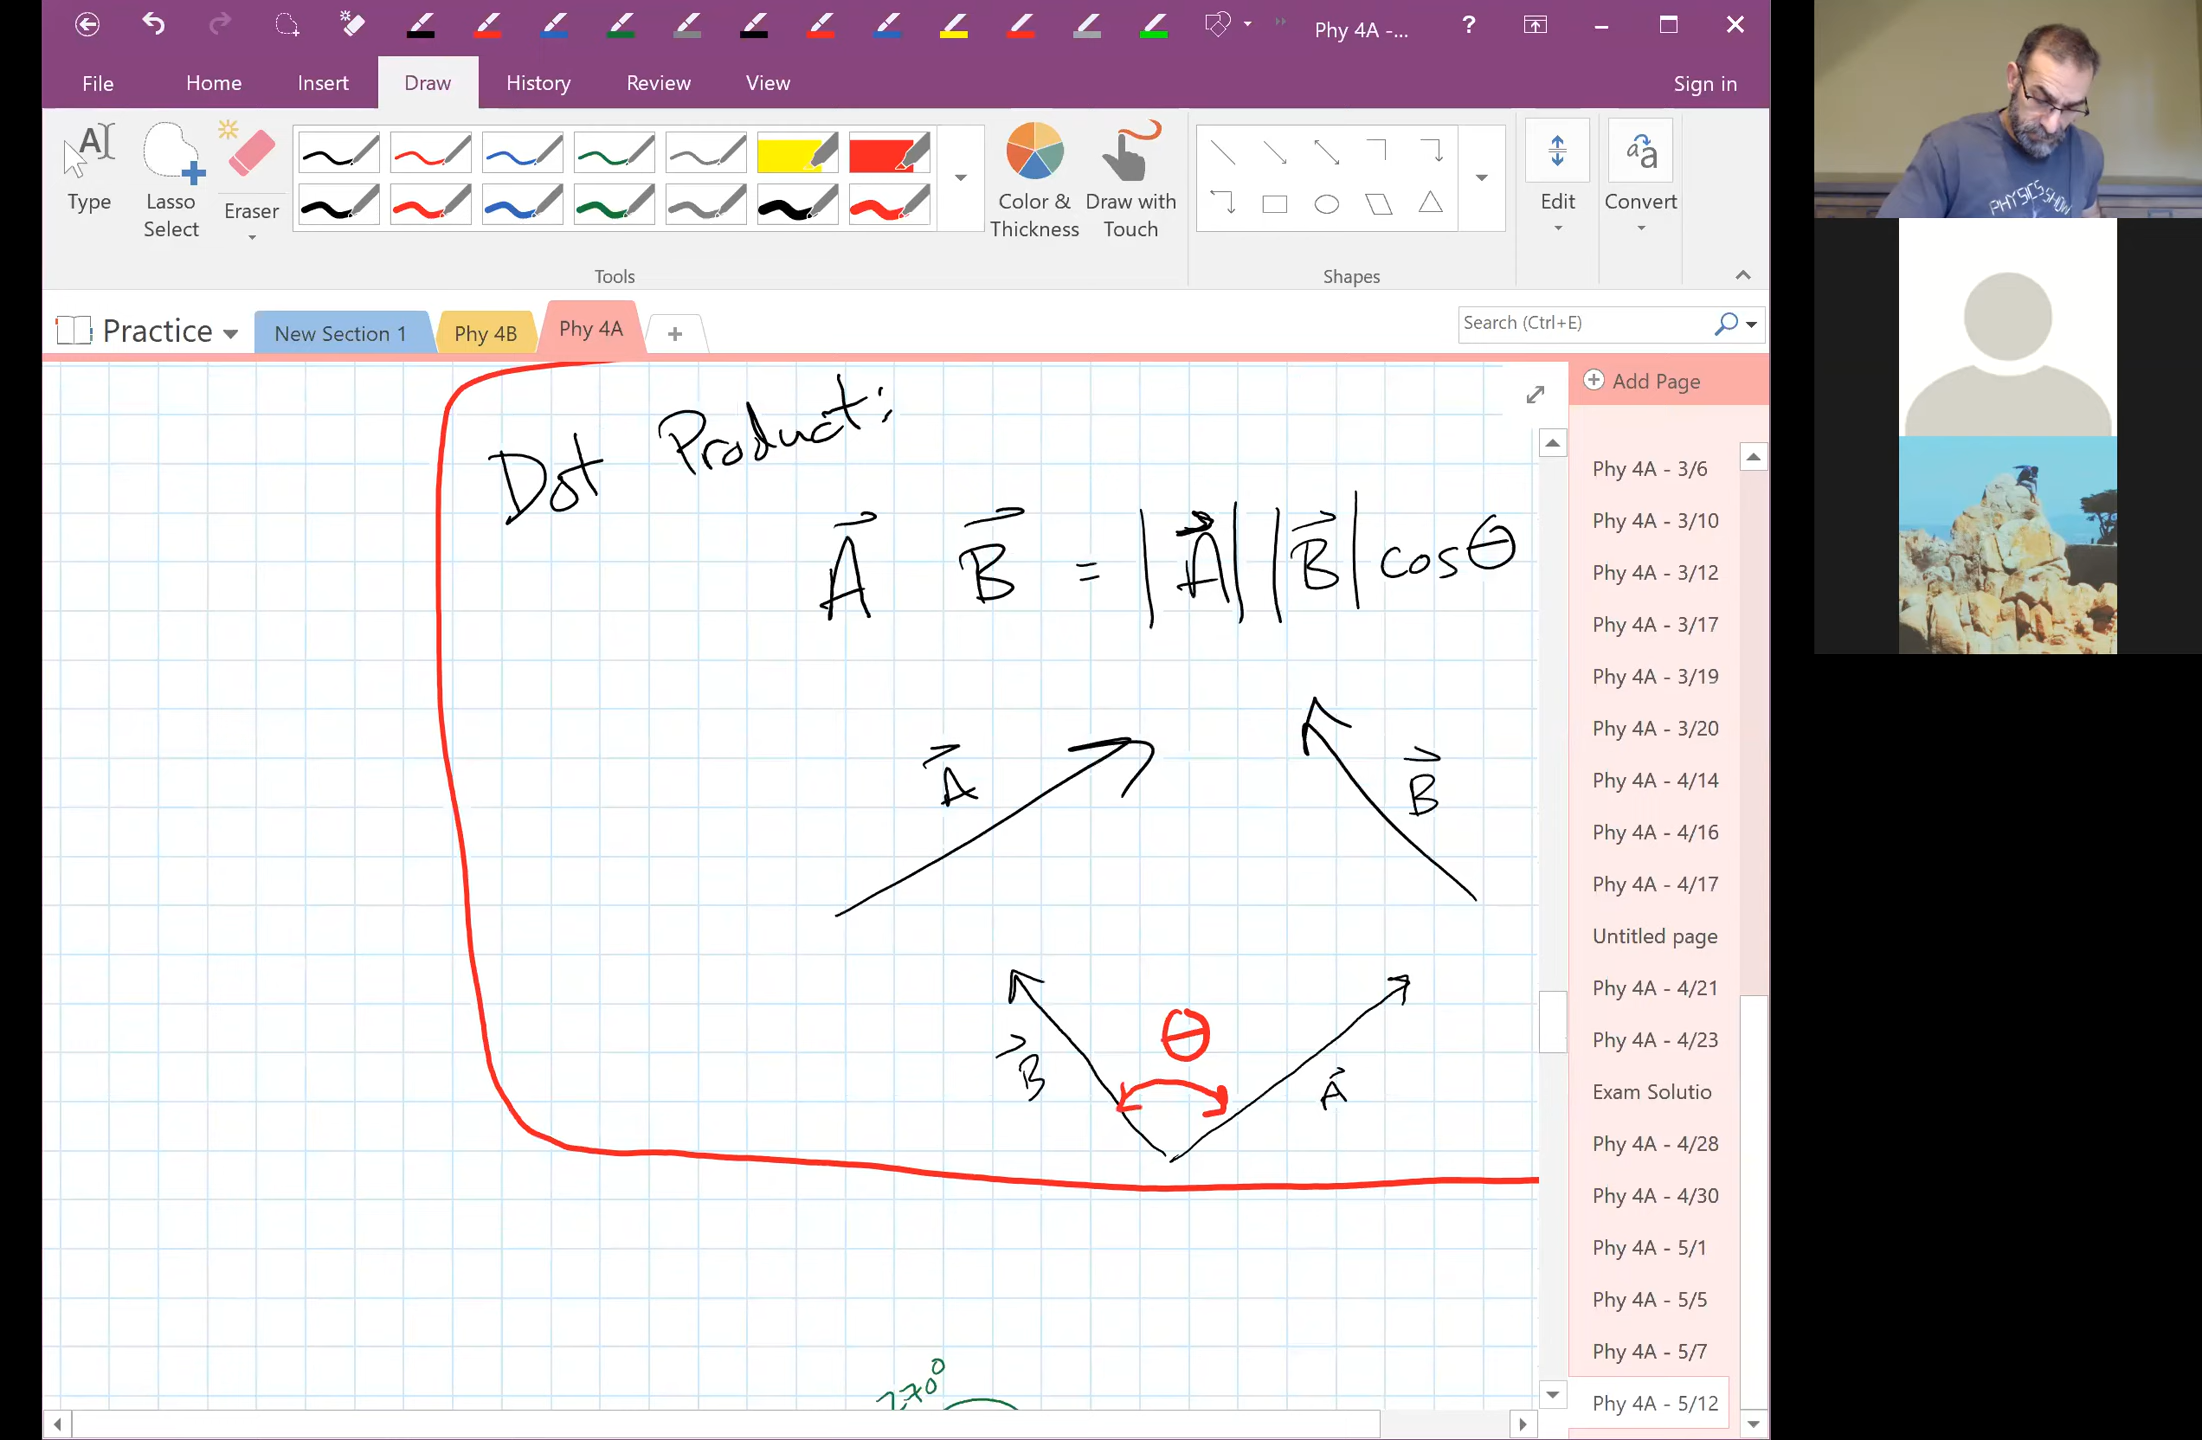 Phy 4A -...
?
File Home Insert Draw History Review View Sign in
Type Lasso Select Eraser Color & Thickness Draw with Touch Edit Convert
Tools Shapes
Practice New Section 1 Phy 4B Phy 4A Search (Ctrl+E)
Add Page
Phy 4A - 3/6
Phy 4A - 3/10
Phy 4A - 3/12
Phy 4A - 3/17
Phy 4A - 3/19
Phy 4A - 3/20
Phy 4A - 4/14
Phy 4A - 4/16
Phy 4A - 4/17
Untitled page
Phy 4A - 4/21
Phy 4A - 4/23
Exam Solutio
Phy 4A - 4/28
Phy 4A - 4/30
Phy 4A - 5/1
Phy 4A - 5/5
Phy 4A - 5/7
Phy 4A - 5/12
Dot Product:
A⃗ B⃗ = |A⃗| |B⃗| cosθ
A⃗ B⃗
θ
B⃗ A⃗
270°
PHYSICS SHOW